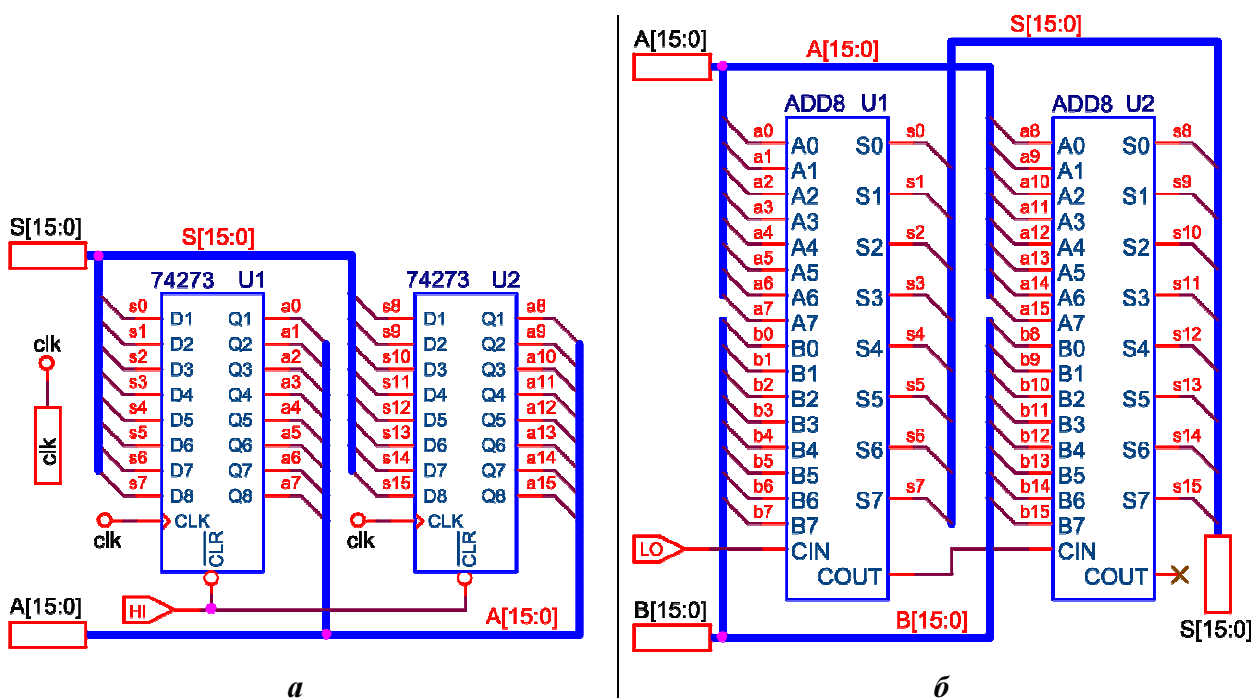 S[15:0]
S[15:0]
74273 U1
74273 U2
s0 D1 Q1 a0
s1 D2 Q2 a1
s2 D3 Q3 a2
s3 D4 Q4 a3
s4 D5 Q5 a4
s5 D6 Q6 a5
s6 D7 Q7 a6
s7 D8 Q8 a7
clk CLK
CLR
s8 D1 Q1 a8
s9 D2 Q2 a9
s10 D3 Q3 a10
s11 D4 Q4 a11
s12 D5 Q5 a12
s13 D6 Q6 a13
s14 D7 Q7 a14
s15 D8 Q8 a15
clk CLK
CLR
clk
clk
HI
A[15:0]
A[15:0]
а
A[15:0]
A[15:0]
S[15:0]
ADD8 U1
a0 A0 S0 s0
a1 A1
a2 A2 S1 s1
a3 A3
a4 A4 S2 s2
a5 A5
a6 A6 S3 s3
a7 A7
b0 B0 S4 s4
b1 B1
b2 B2 S5 s5
b3 B3
b4 B4 S6 s6
b5 B5
b6 B6 S7 s7
b7 B7
LO CIN
COUT
ADD8 U2
a8 A0 S0 s8
a9 A1
a10 A2 S1 s9
a11 A3
a12 A4 S2 s10
a13 A5
a14 A6 S3 s11
a15 A7
b8 B0 S4 s12
b9 B1
b10 B2 S5 s13
b11 B3
b12 B4 S6 s14
b13 B5
b14 B6 S7 s15
b15 B7
CIN
COUT
B[15:0]
B[15:0]
S[15:0]
б